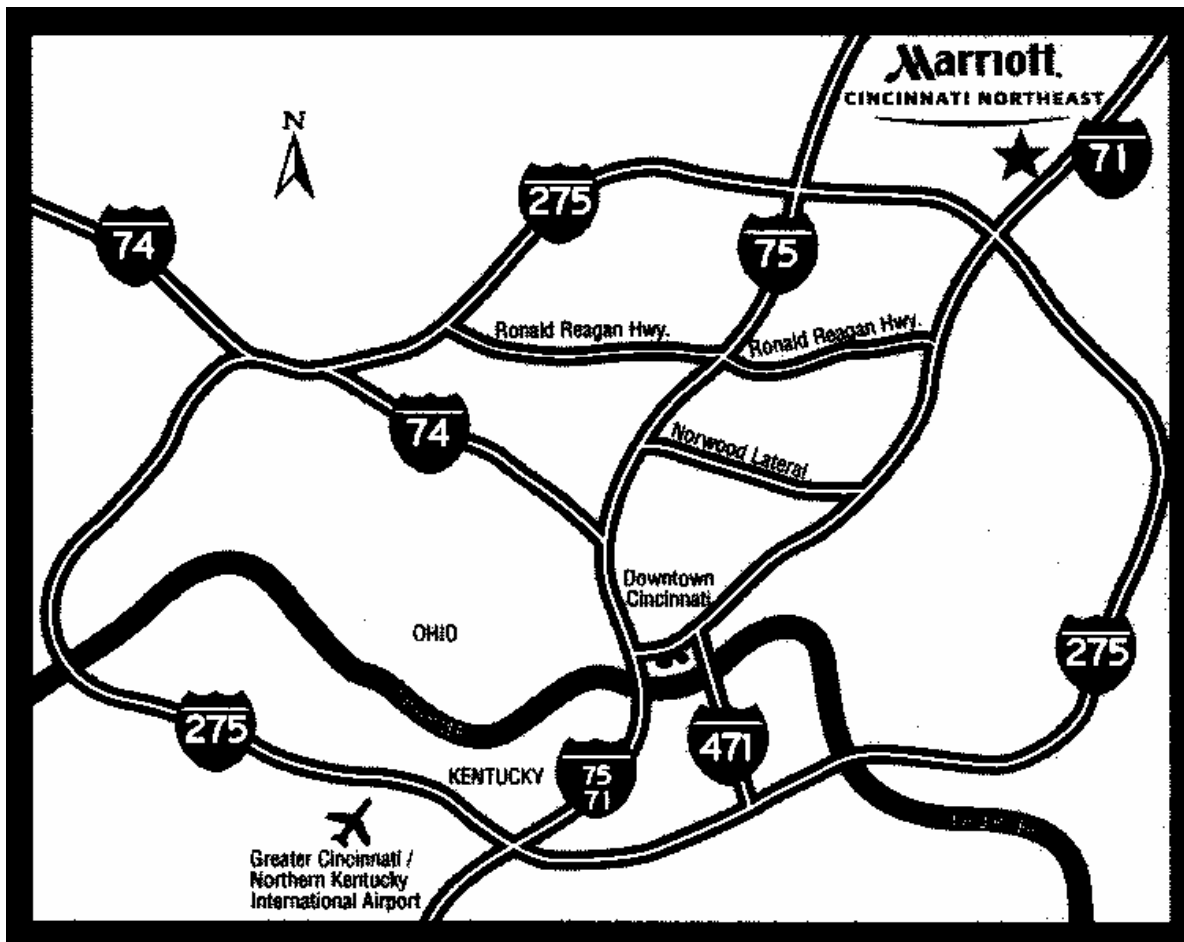 Marriott
CINCINNATI NORTHEAST
71
N
275
74
75
Ronald Reagan Hwy.
Ronald Reagan Hwy.
74
Norwood Lateral
Downtown
Cincinnati
OHIO
275
275
471
KENTUCKY
75
71
Greater Cincinnati /
Northern Kentucky
International Airport